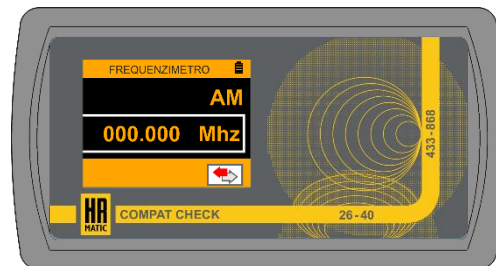 FREQUENZIMETRO
AM
000.000 Mhz
433-868
HR
MATIC
COMPAT CHECK
26-40